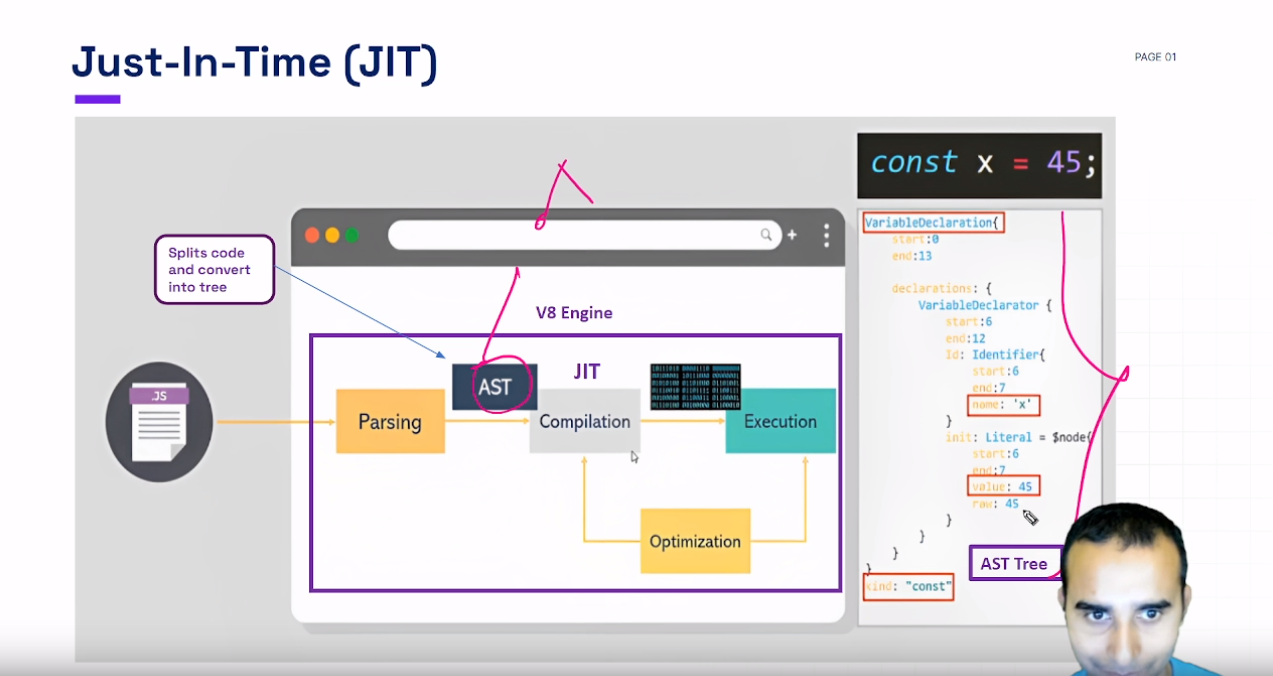 Just-In-Time (JIT)
PAGE 01
const x = 45;
Splits code
and convert
into tree
V8 Engine
.JS
Parsing
AST
JIT
Compilation
Execution
Optimization
VariableDeclaration{
start:0
end:13
declarations: {
VariableDeclarator {
start:6
end:12
Id: Identifier{
start:6
end:7
name: 'x'
}
init: Literal = $node{
start:6
end:7
value: 45
raw: 45
}
}
}
}
kind: "const"
AST Tree